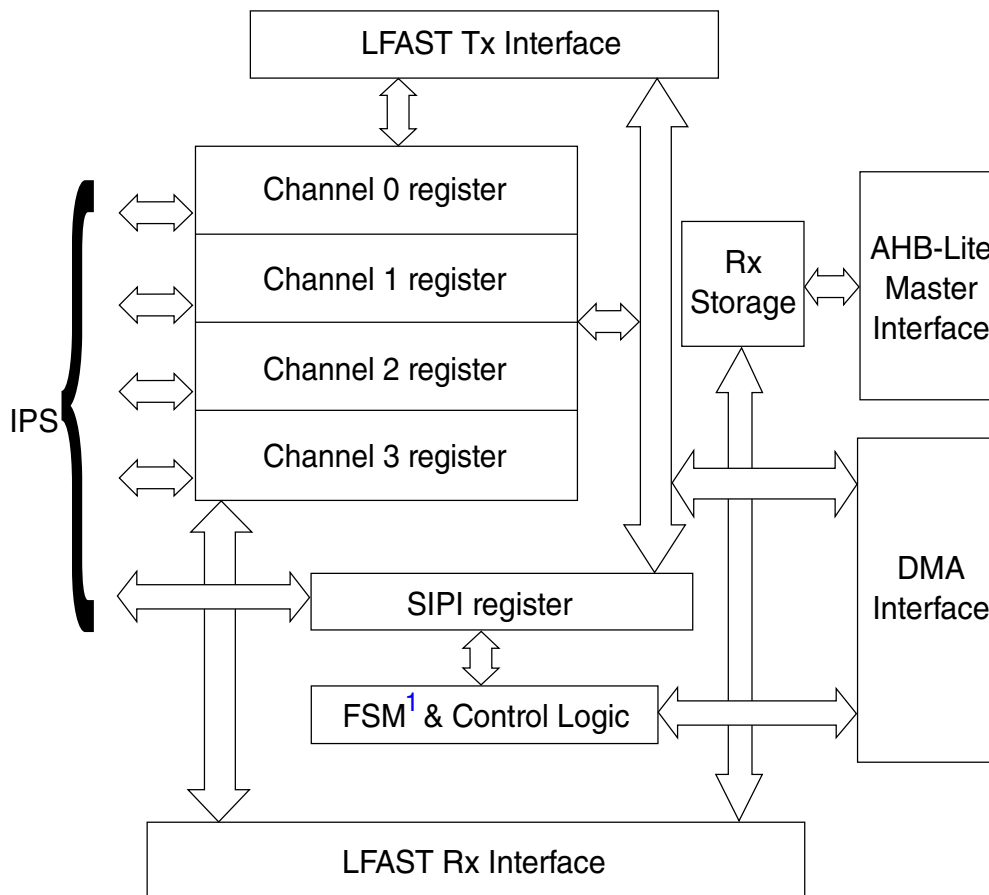 LFAST Tx Interface
Channel 0 register
Channel 1 register
Channel 2 register
Channel 3 register
IPS
Rx
Storage
AHB-Lite
Master
Interface
DMA
Interface
SIPI register
FSM1 & Control Logic
LFAST Rx Interface